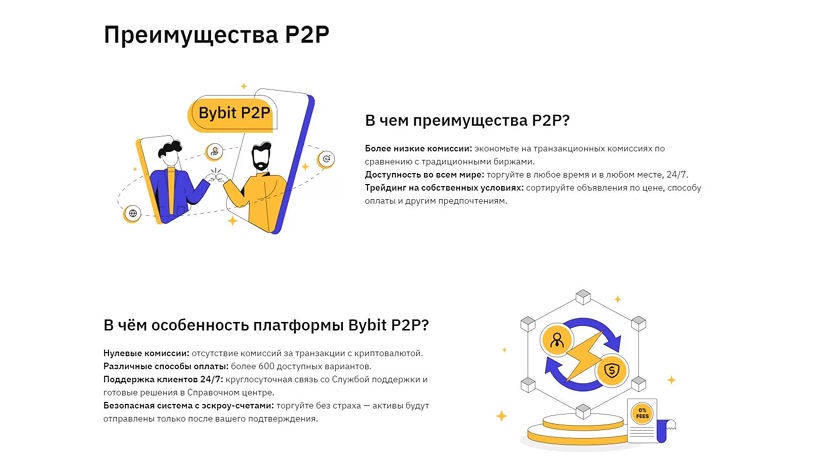 Преимущества P2P
Bybit P2P
В чем преимущества P2P?
Более низкие комиссии: экономьте на транзакционных комиссиях по
сравнению с традиционными биржами.
Доступность во всем мире: торгуйте в любое время и в любом месте, 24/7.
Трейдинг на собственных условиях: сортируйте объявления по цене, способу
оплаты и другим предпочтениям.
В чём особенность платформы Bybit P2P?
Нулевые комиссии: отсутствие комиссий за транзакции с криптовалютой.
Различные способы оплаты: более 600 доступных вариантов.
Поддержка клиентов 24/7: круглосуточная связь со Службой поддержки и
готовые решения в Справочном центре.
Безопасная система с эскроу-счетами: торгуйте без страха — активы будут
отправлены только после вашего подтверждения.
$
0%
FEES